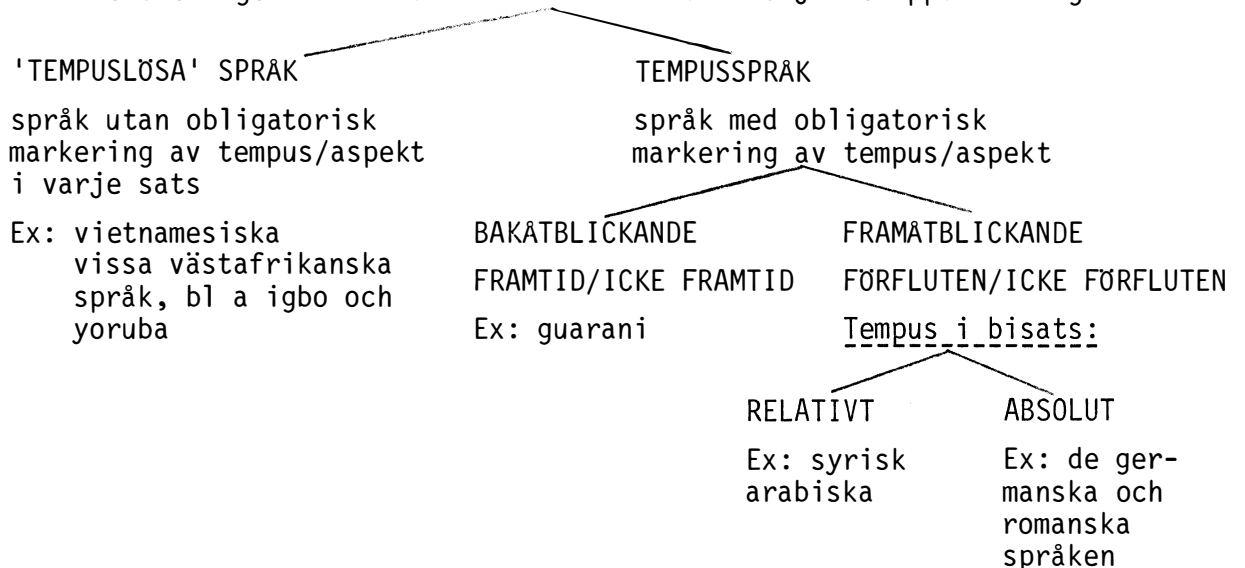 'TEMPUSLÖSA' SPRÅK
språk utan obligatorisk
markering av tempus/aspekt
i varje sats
Ex: vietnamesiska
vissa västafrikanska
språk, bl a igbo och
yoruba
TEMPUSSPRÅK
språk med obligatorisk
markering av tempus/aspekt
BAKÅTBLICKANDE
FRAMTID/ICKE FRAMTID
Ex: guarani
FRAMÅTBLICKANDE
FÖRFLUTEN/ICKE FÖRFLUTEN
Tempus i bisats:
RELATIVT
Ex: syrisk
arabiska
ABSOLUT
Ex: de ger-
manska och
romanska
språken